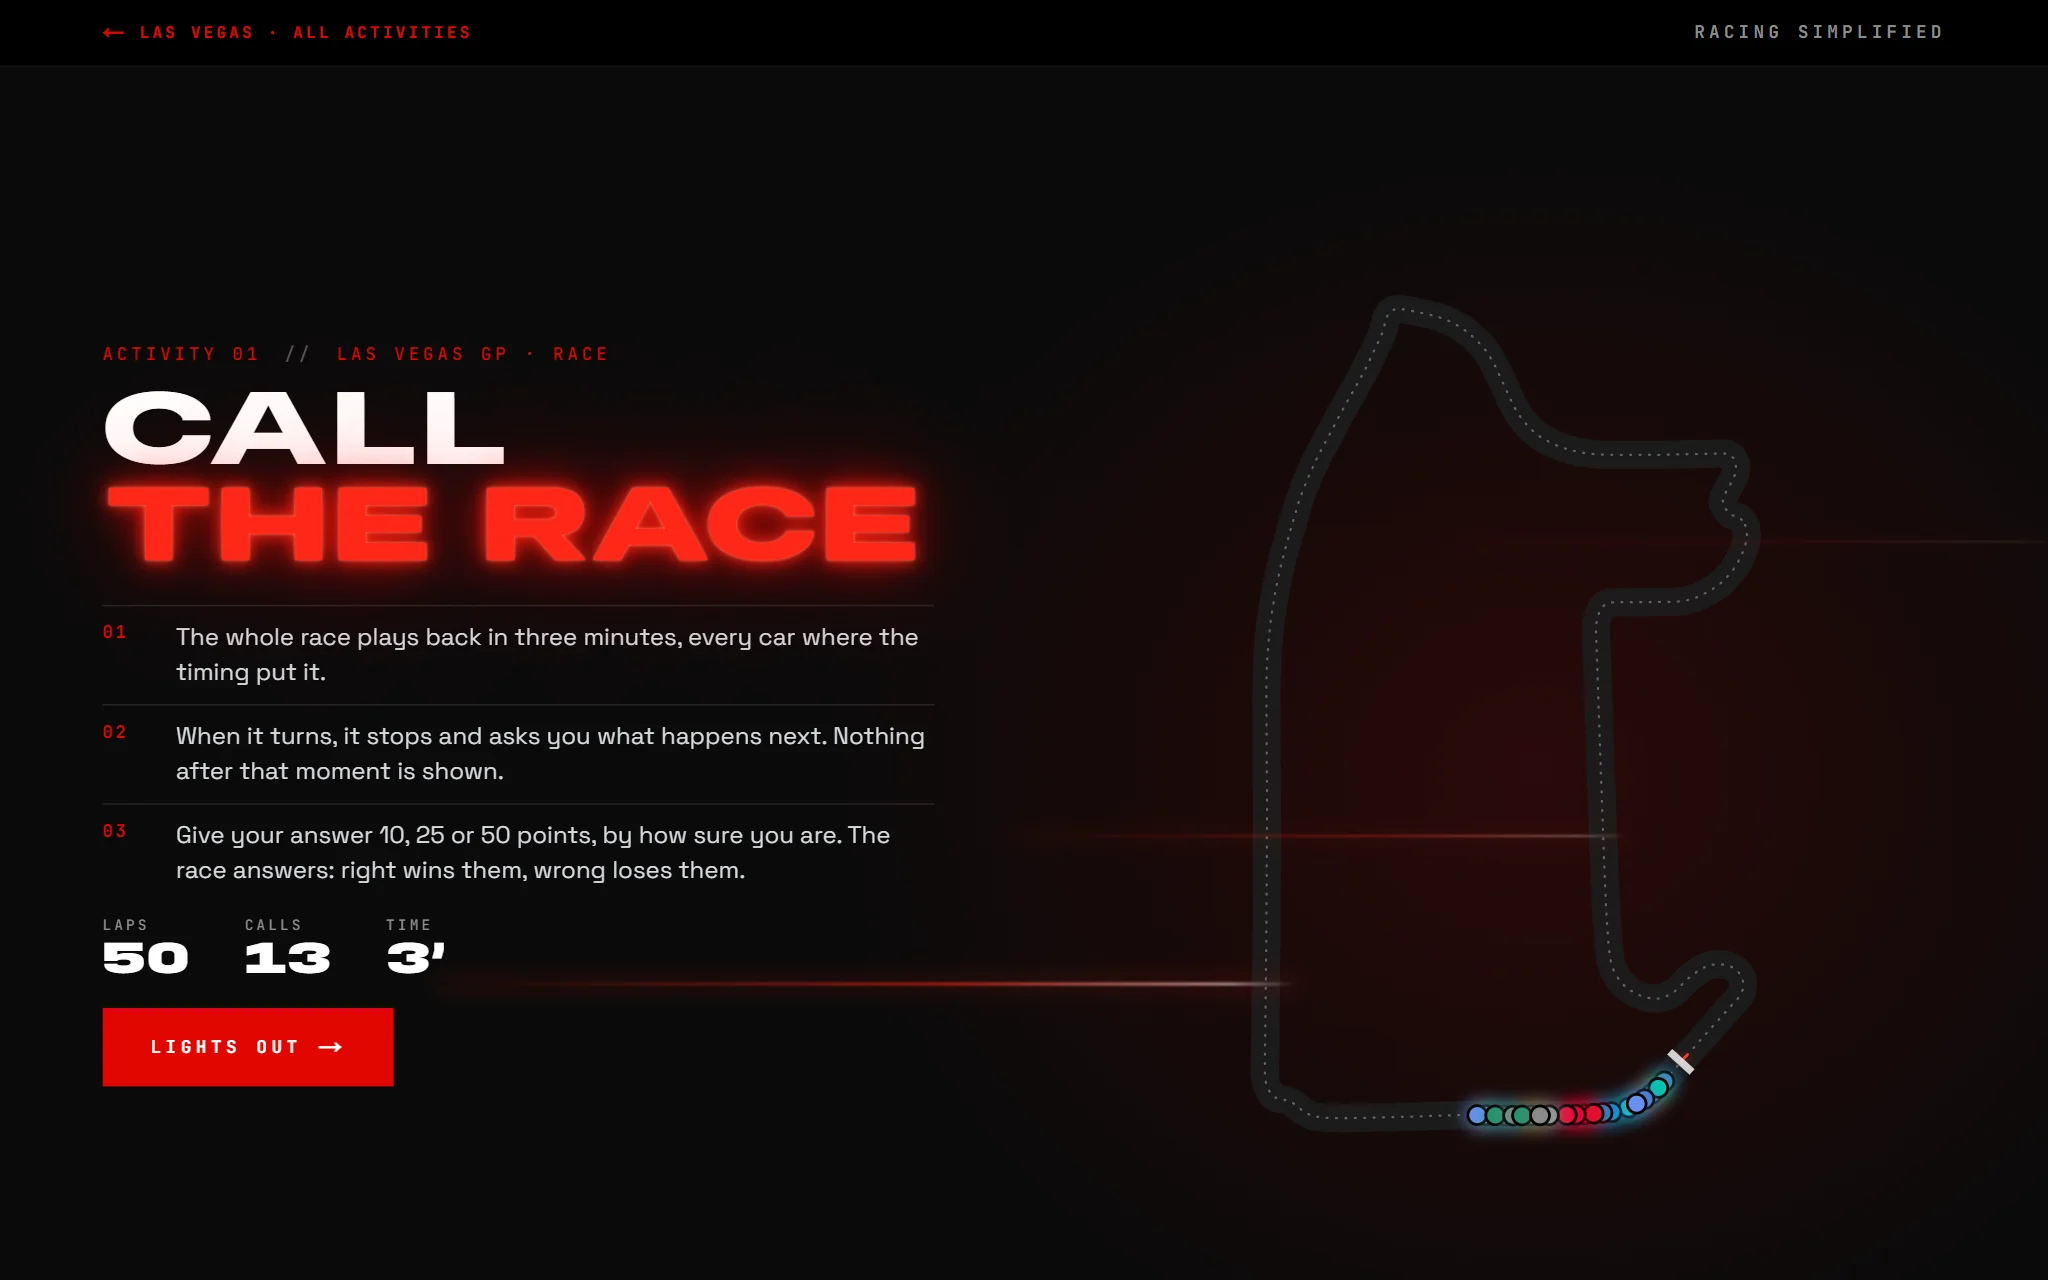 ← LAS VEGAS · ALL ACTIVITIES
RACING SIMPLIFIED
ACTIVITY 01 // LAS VEGAS GP · RACE
CALL
THE RACE
01 The whole race plays back in three minutes, every car where the
timing put it.
02 When it turns, it stops and asks you what happens next. Nothing
after that moment is shown.
03 Give your answer 10, 25 or 50 points, by how sure you are. The
race answers: right wins them, wrong loses them.
LAPS CALLS TIME
50 13 3'
LIGHTS OUT →